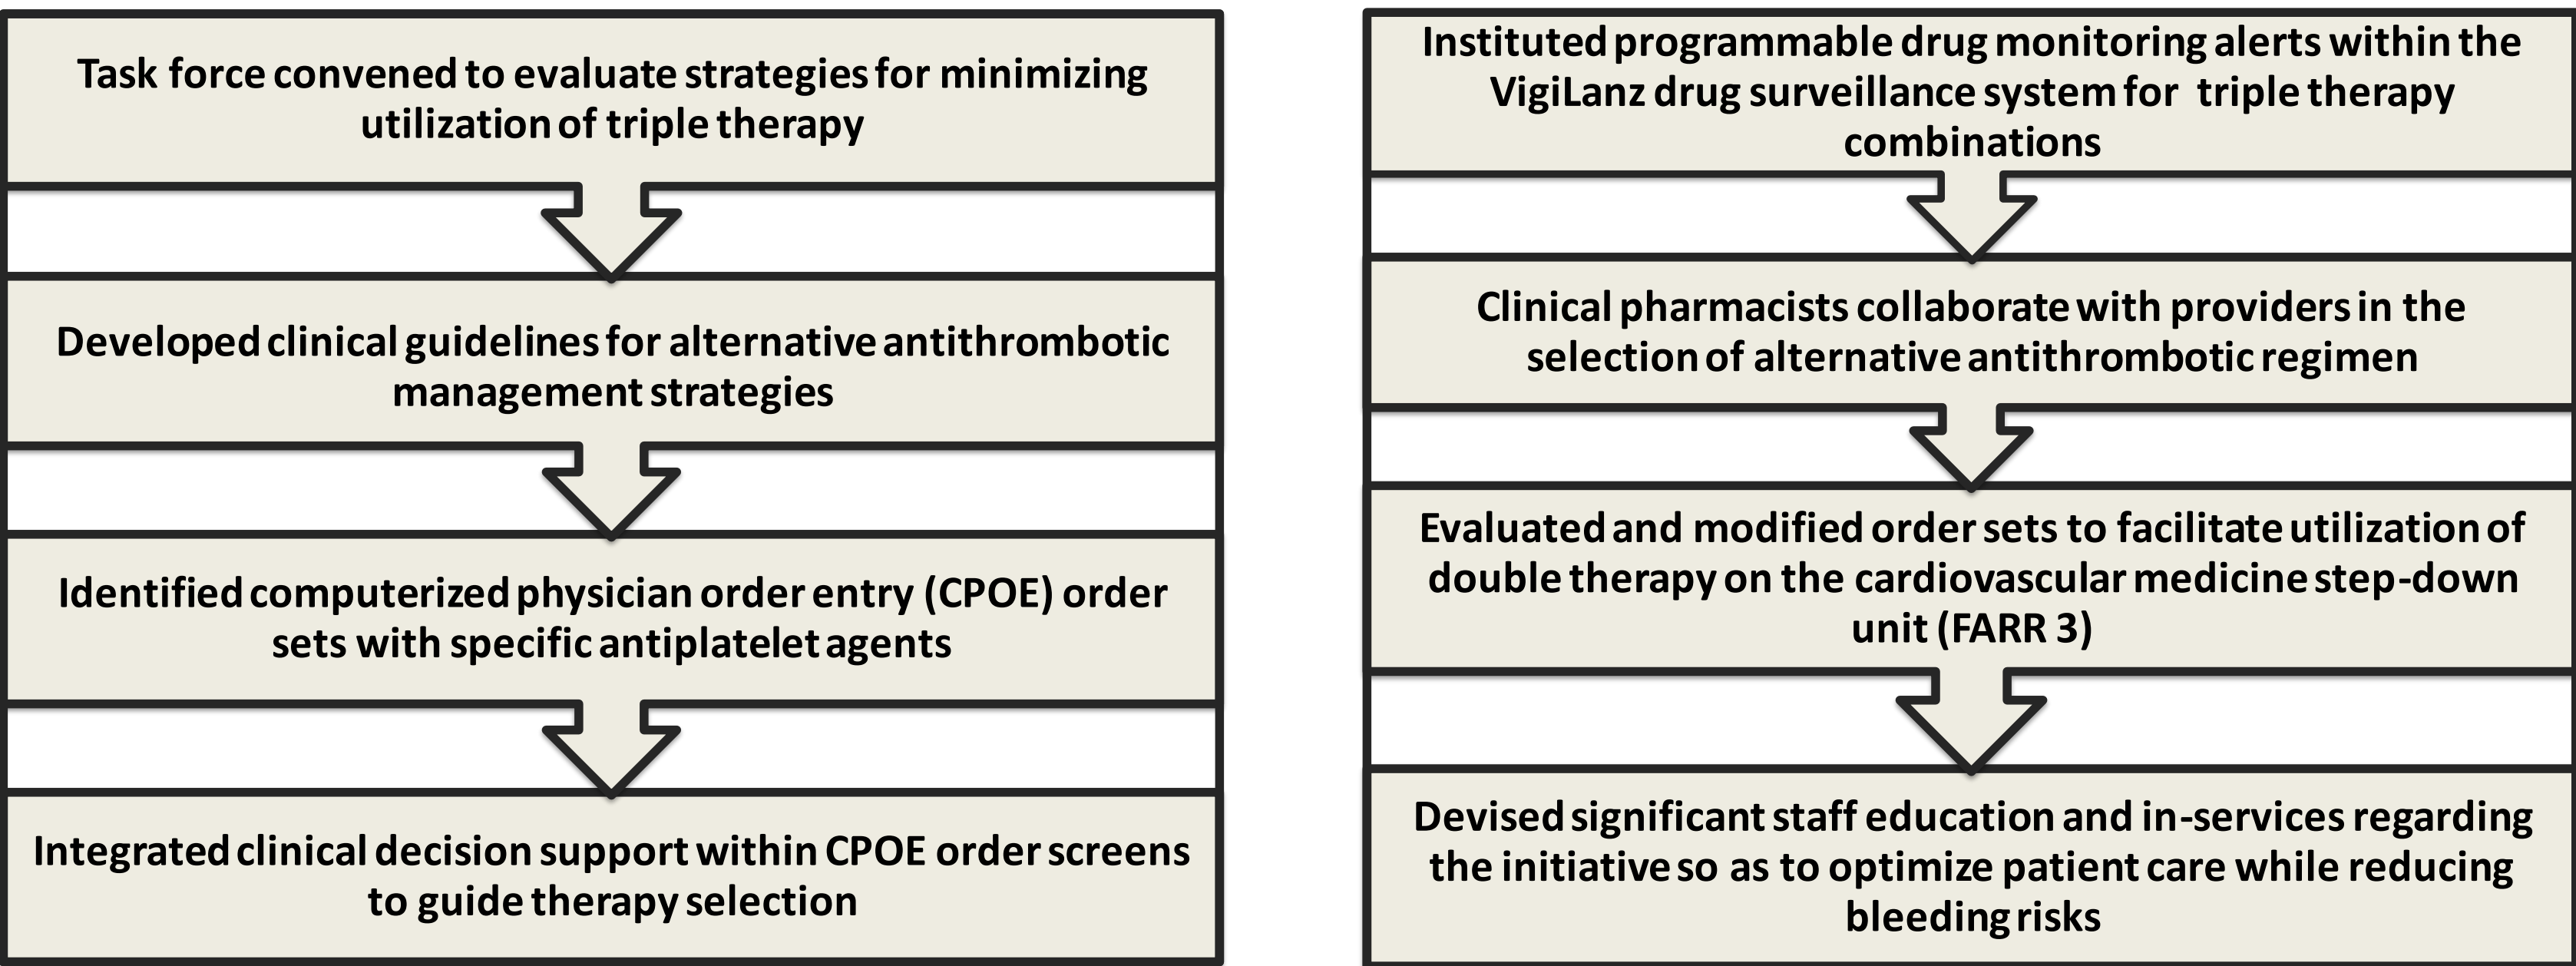 Task force convened to evaluate strategies for minimizing
utilization of triple therapy
Developed clinical guidelines for alternative antithrombotic
management strategies
Identified computerized physician order entry (CPOE) order
sets with specific antiplatelet agents
Integrated clinical decision support within CPOE order screens
to guide therapy selection
Instituted programmable drug monitoring alerts within the
VigiLanz drug surveillance system for triple therapy
combinations
Clinical pharmacists collaborate with providers in the
selection of alternative antithrombotic regimen
Evaluated and modified order sets to facilitate utilization of
double therapy on the cardiovascular medicine step-down
unit (FARR 3)
Devised significant staff education and in-services regarding
the initiative so as to optimize patient care while reducing
bleeding risks